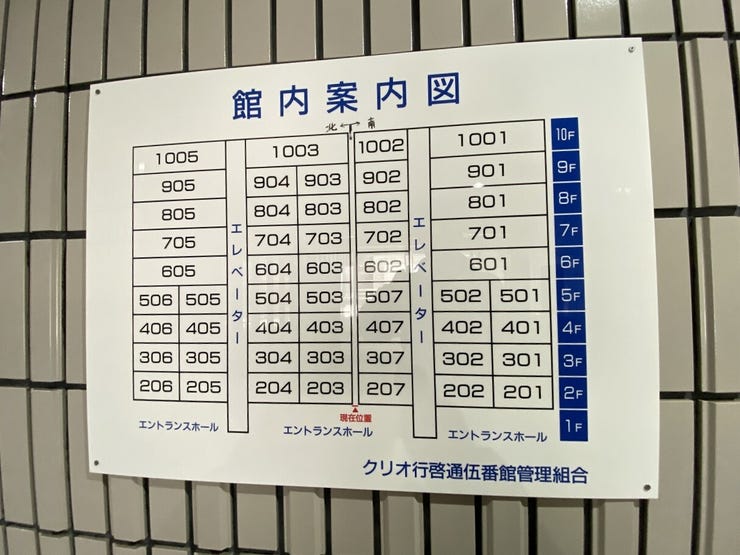 館内案内図
北←→南
1005 1003 1002 1001 10F
905 904 903 902 901 9F
805 804 803 802 801 8F
705 704 703 702 701 7F
605 604 603 602 601 6F
506 505 504 503 507 502 501 5F
406 405 404 403 407 402 401 4F
306 305 304 303 307 302 301 3F
206 205 204 203 207 202 201 2F
エレベーター
エレベーター
現在位置
エントランスホール エントランスホール エントランスホール 1F
クリオ行啓通伍番館管理組合